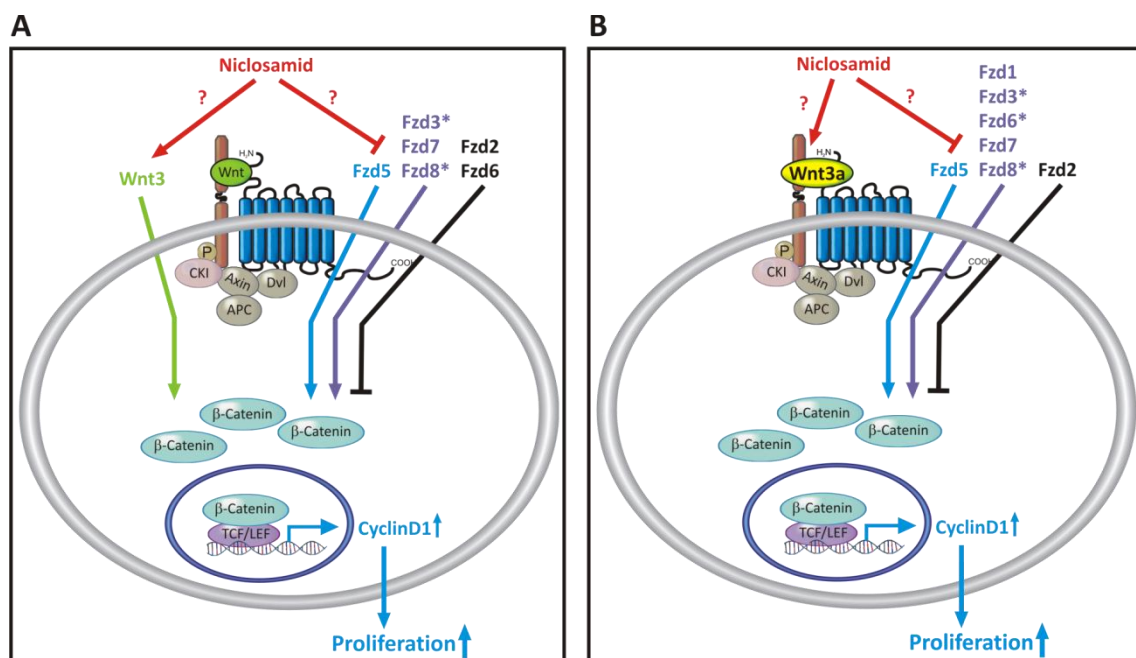 A
Niclosamid
?
?
Fzd3*
Fzd7
Fzd8*
Fzd2
Fzd6
Fzd5
Wnt3
H₂N
Wnt
COOH
P
CKI
Axin
Dvl
APC
β-Catenin
β-Catenin
β-Catenin
β-Catenin
TCF/LEF
CyclinD1
Proliferation
B
Niclosamid
?
?
Fzd1
Fzd3*
Fzd6*
Fzd7
Fzd8*
Fzd5
Fzd2
H₂N
Wnt3a
COOH
P
CKI
Axin
Dvl
APC
β-Catenin
β-Catenin
β-Catenin
β-Catenin
TCF/LEF
CyclinD1
Proliferation